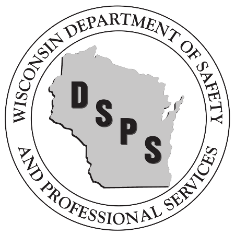 WISCONSIN DEPARTMENT OF SAFETY
AND PROFESSIONAL SERVICES
DSPS